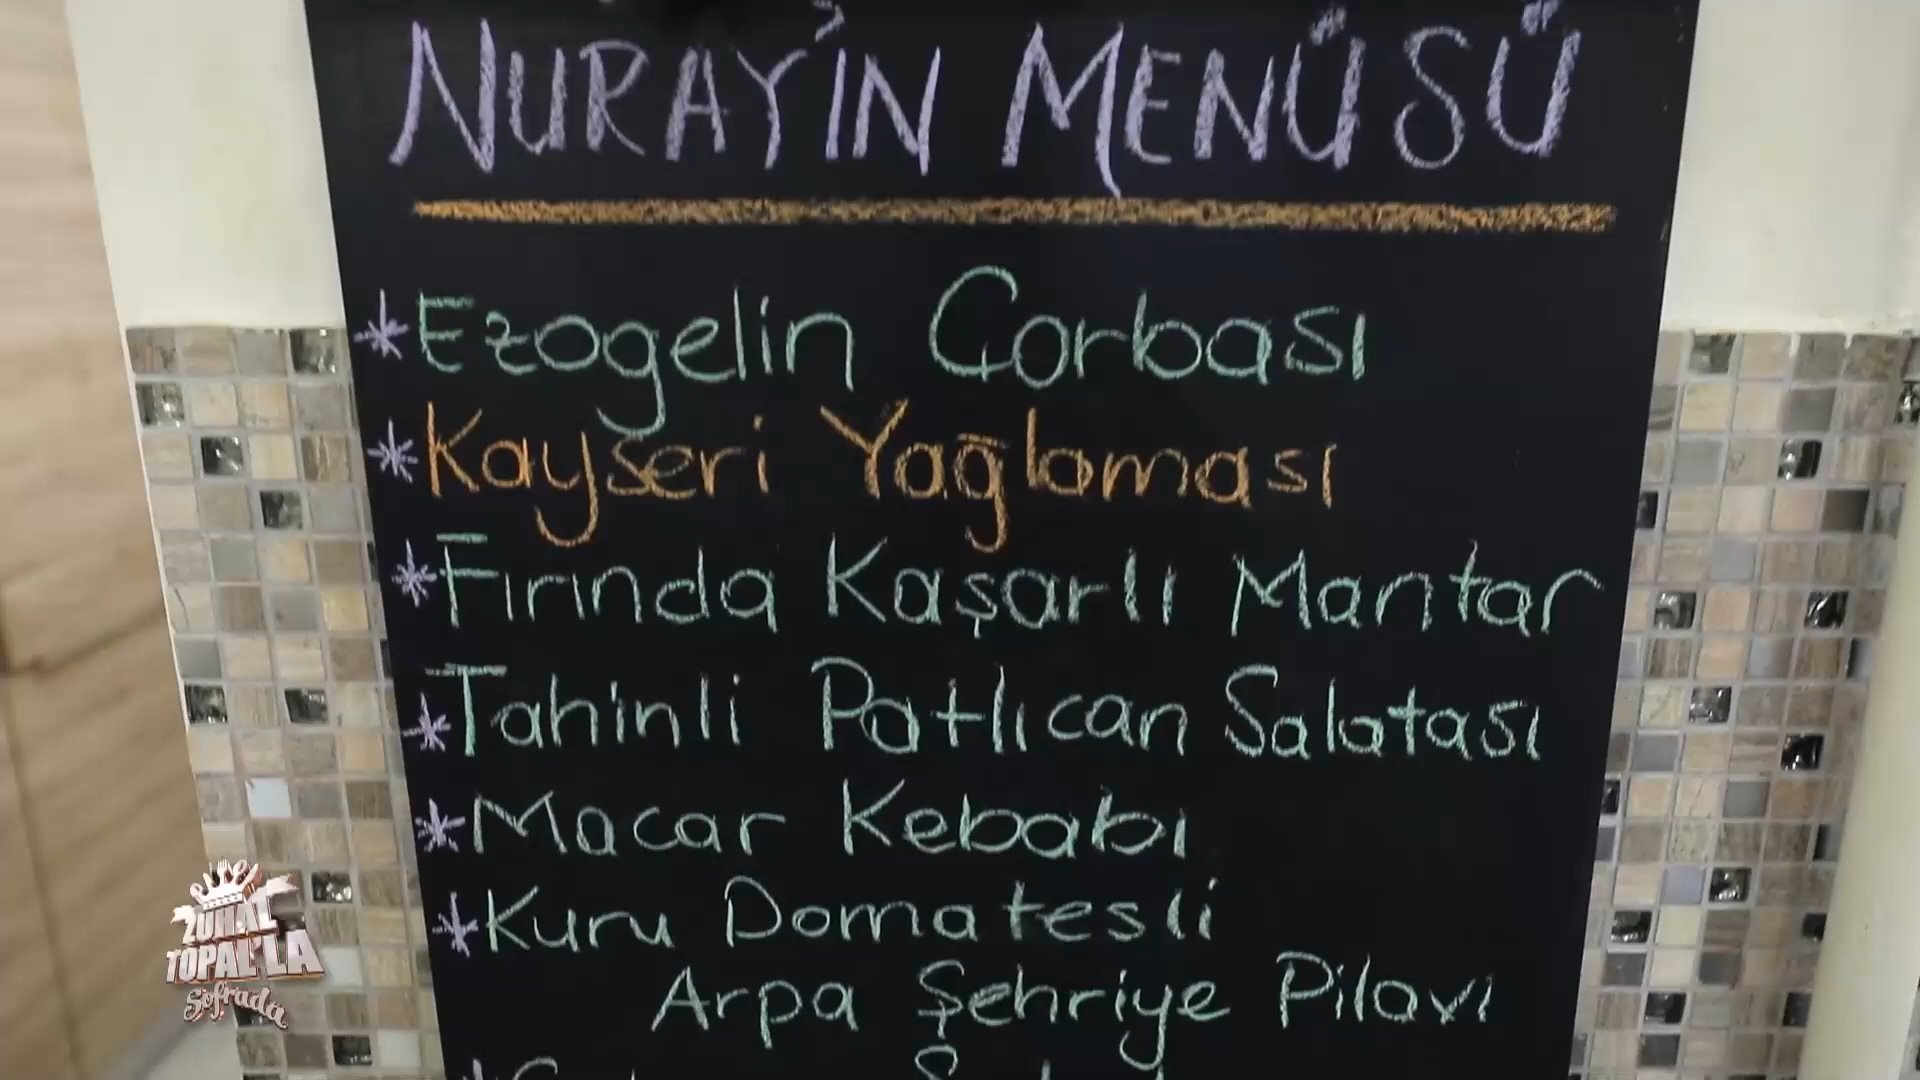 NURAY'IN MENÜSÜ
* Ezogelin Çorbası
* Kayseri Yağlaması
* Fırında Kaşarlı Mantar
* Tahinli Patlıcan Salatası
* Macar Kebabı
* Kuru Domatesli
Arpa Şehriye Pilavı
ZUHAL
TOPAL'LA
Sofrada